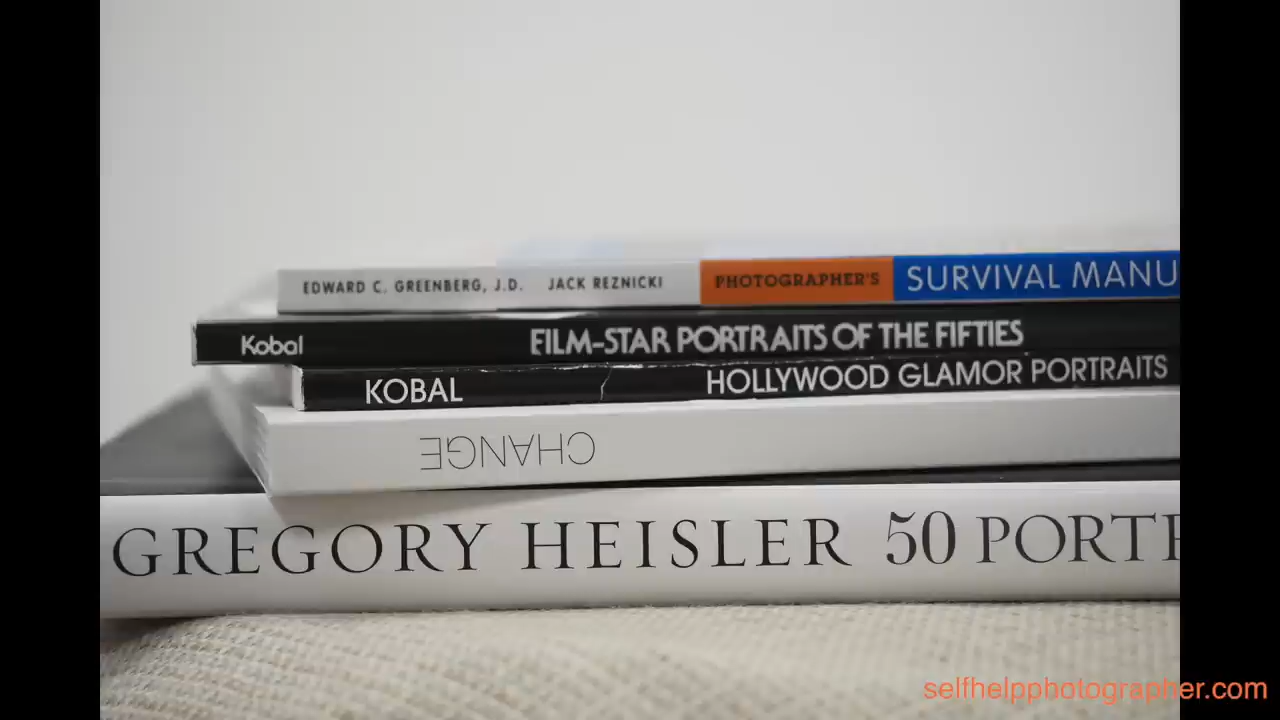 EDWARD C. GREENBERG, J.D. JACK REZNICKI PHOTOGRAPHER'S SURVIVAL MANU
Kobal FILM-STAR PORTRAITS OF THE FIFTIES
KOBAL HOLLYWOOD GLAMOR PORTRAITS
CHANGE
GREGORY HEISLER 50 PORTR
selfhelpphotographer.com